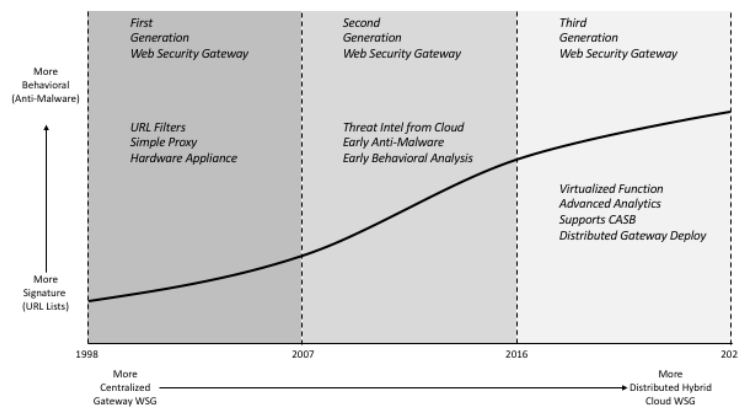 First
Generation
Web Security Gateway
Second
Generation
Web Security Gateway
Third
Generation
Web Security Gateway
More
Behavioral
(Anti-Malware)
URL Filters
Simple Proxy
Hardware Appliance
Threat Intel from Cloud
Early Anti-Malware
Early Behavioral Analysis
Virtualized Function
Advanced Analytics
Supports CASB
Distributed Gateway Deploy
More
Signature
(URL Lists)
1998
2007
2016
202
More
Centralized
Gateway WSG
More
Distributed Hybrid
Cloud WSG